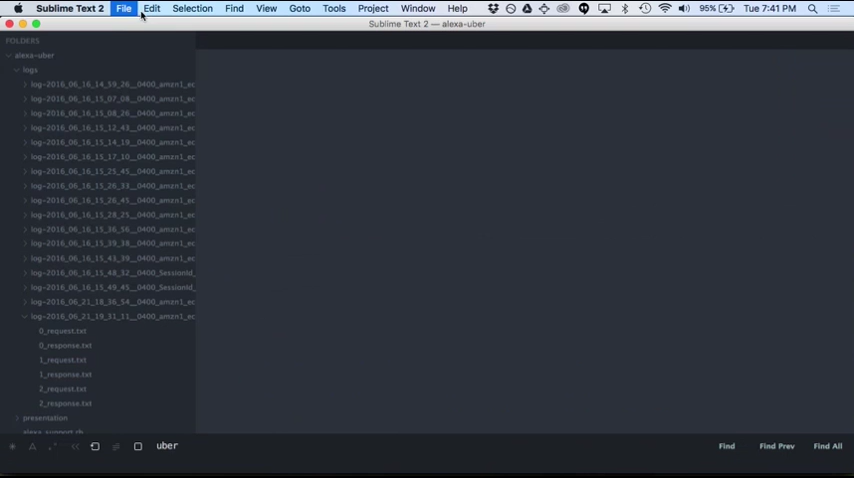 Sublime Text 2 File Edit Selection Find View Goto Tools Project Window Help 95% Tue 7:41 PM
Sublime Text 2 — alexa-uber
FOLDERS
alexa-uber
logs
log-2016_06_16_14_59_26__0400_amzn1_ec
log-2016_06_16_15_07_08__0400_amzn1_ec
log-2016_06_16_15_08_26__0400_amzn1_ec
log-2016_06_16_15_12_43__0400_amzn1_ec
log-2016_06_16_15_14_19__0400_amzn1_ec
log-2016_06_16_15_17_10__0400_amzn1_ec
log-2016_06_16_15_25_45__0400_amzn1_ec
log-2016_06_16_15_26_33__0400_amzn1_ec
log-2016_06_16_15_26_45__0400_amzn1_ec
log-2016_06_16_15_28_25__0400_amzn1_ec
log-2016_06_16_15_36_56__0400_amzn1_ec
log-2016_06_16_15_39_38__0400_amzn1_ec
log-2016_06_16_15_43_39__0400_amzn1_ec
log-2016_06_16_15_48_32__0400_SessionId_
log-2016_06_16_15_49_45__0400_SessionId_
log-2016_06_21_18_36_54__0400_amzn1_ec
log-2016_06_21_19_31_11__0400_amzn1_ec
0_request.txt
0_response.txt
1_request.txt
1_response.txt
2_request.txt
2_response.txt
presentation
alexa_support.rb
uber Find Find Prev Find All